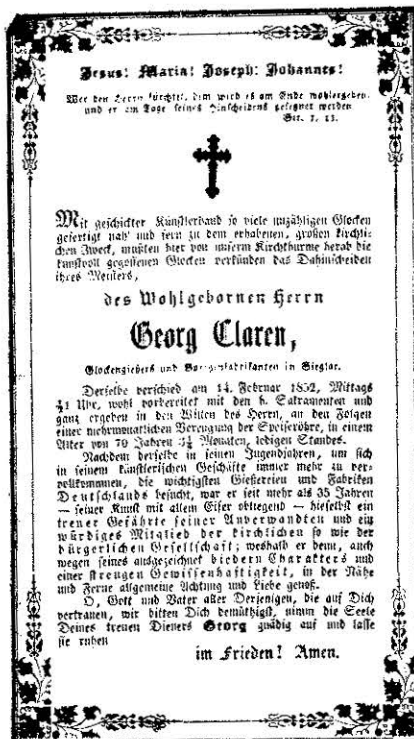 Jesus! Maria! Joseph! Johannes!
Wer den Herrn fürchtet, dem wird es am Ende wohlergehen,
und er am Tage seines Hinscheidens gesegnet werden
Sir. 1. 13.
Mit geschickter Künstlerhand so viele unzähligen Glocken
gefertigt nah' und fern zu dem erhabenen, großen kirchli-
chen Zweck, mußten hier von unserm Kirchthurme herab die
kunstvoll gegossenen Glocken verkünden das Dahinscheiden
ihres Meisters,
des Wohlgebornen Herrn
Georg Claren,
Glockengießers und in Sieglar.
Derselbe verschied am 14. Februar 1852, Mittags
½1 Uhr, wohl vorbereitet mit den h. Sakramenten und
ganz ergeben in den Willen des Herrn, an den Folgen
einer mehrmonatlichen Verengung der Speiseröhre, in einem
Alter von 70 Jahren Monaten, ledigen Standes.
Nachdem derselbe in seinen Jugendjahren, um sich
in seinem künstlerischen Geschäfte immer mehr zu ver-
vollkommnen, die wichtigsten Gießereien und Fabriken
Deutschlands besucht, war er seit mehr als 35 Jahren
— seiner Kunst mit allem Eifer obliegend — hieselbst ein
treuer Gefährte seiner Anverwandten und ein
würdiges Mitglied der kirchlichen so wie der
bürgerlichen Gesellschaft; weshalb er denn, auch
wegen seines ausgezeichnet biedern Charakters und
einer strengen Gewissenhaftigkeit, in der Nähe
und Ferne allgemeine Achtung und Liebe genoß.
O, Gott und Vater aller Derjenigen, die auf Dich
vertrauen, wir bitten Dich demüthigst, nimm die Seele
Deines treuen Dieners Georg gnädig auf und lasse
sie ruhen
im Frieden! Amen.